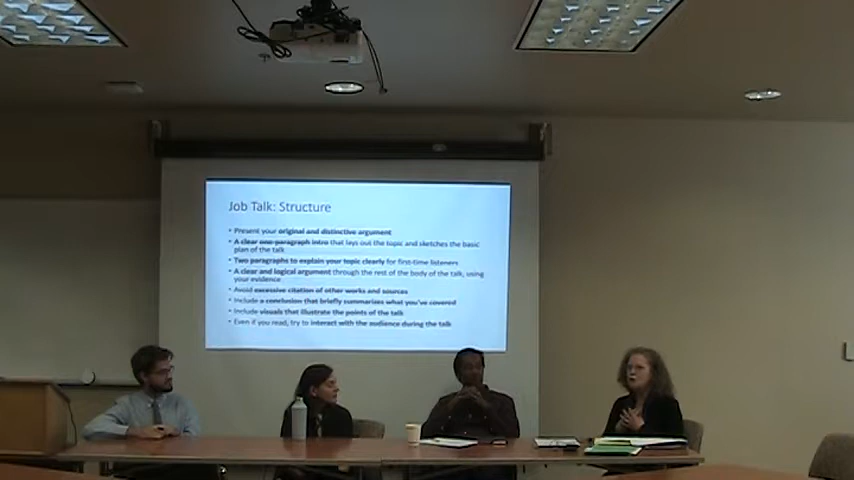 Job Talk: Structure
• Present your original and distinctive argument
• A clear one-paragraph intro that lays out the topic and sketches the basic
plan of the talk
• Two paragraphs to explain your topic clearly for first-time listeners
• A clear and logical argument through the rest of the body of the talk, using
your evidence
• Avoid excessive citation of other works and sources
• Include a conclusion that briefly summarizes what you've covered
• Include visuals that illustrate the points of the talk
• Even if you read, try to interact with the audience during the talk